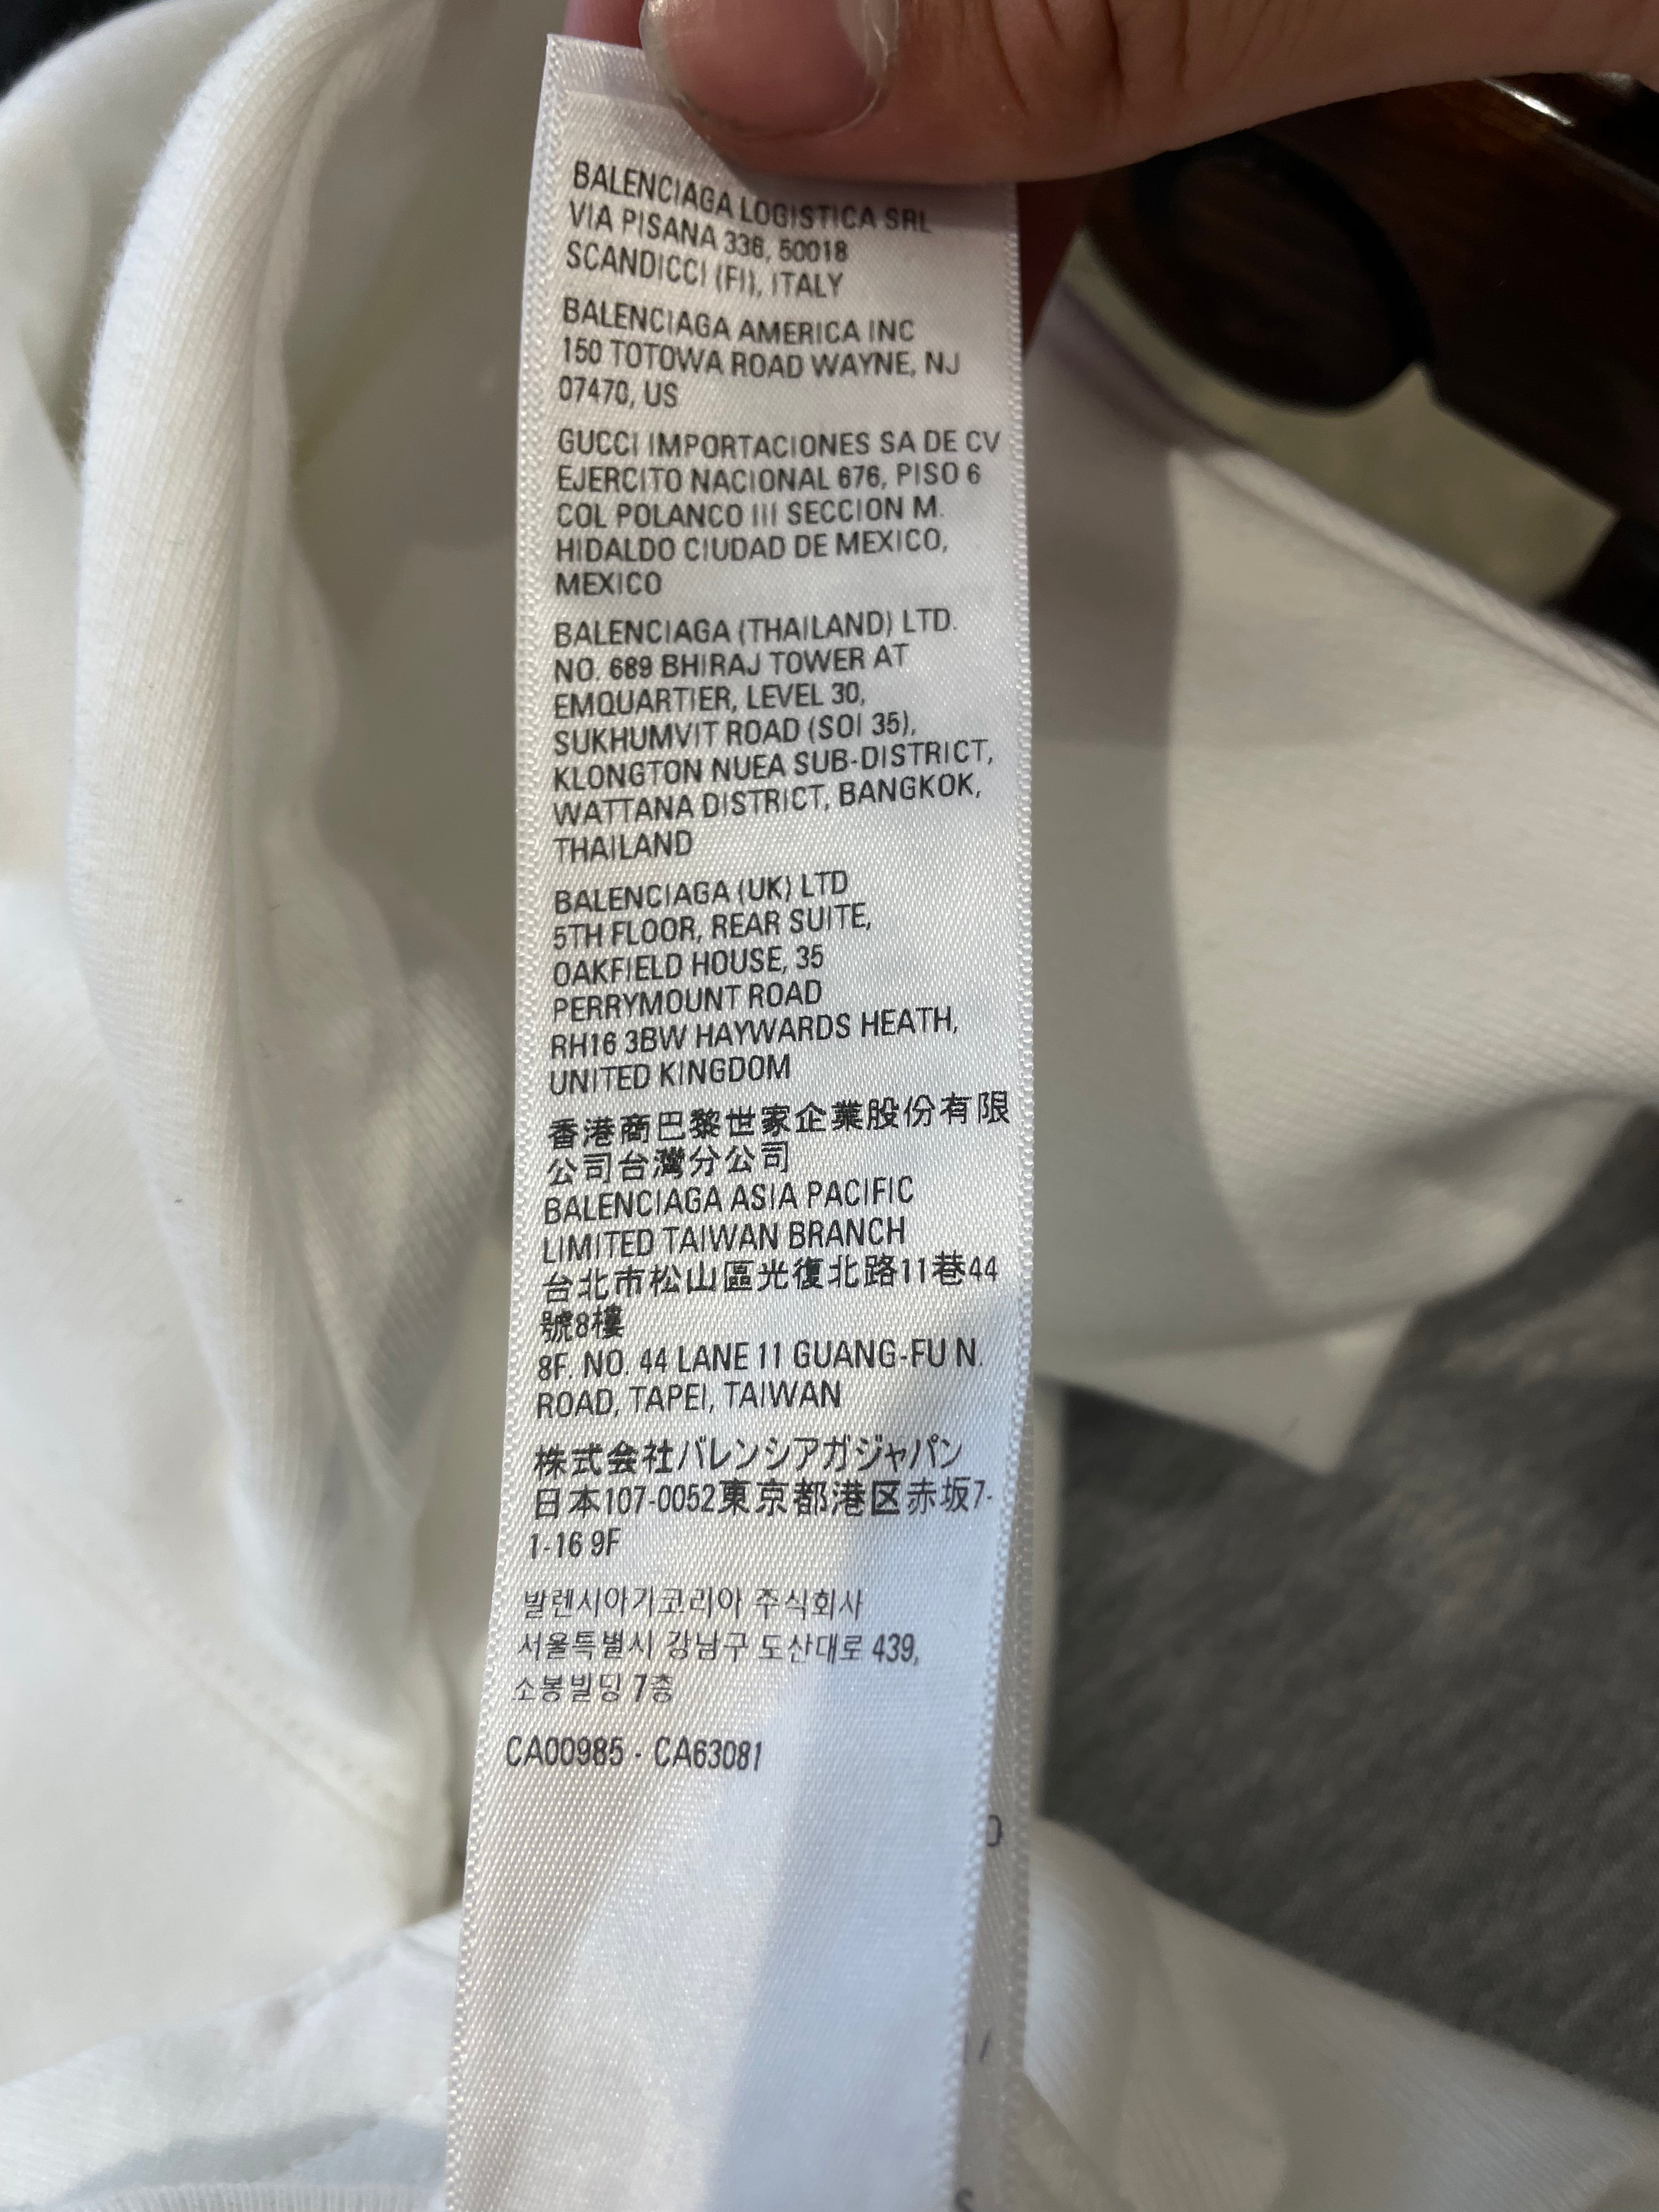 BALENCIAGA LOGISTICA SRL
VIA PISANA 336, 50018
SCANDICCI (FI), ITALY
BALENCIAGA AMERICA INC
150 TOTOWA ROAD WAYNE, NJ
07470, US
GUCCI IMPORTACIONES SA DE CV
EJERCITO NACIONAL 676, PISO 6
COL POLANCO III SECCION M.
HIDALDO CIUDAD DE MEXICO,
MEXICO
BALENCIAGA (THAILAND) LTD.
NO. 689 BHIRAJ TOWER AT
EMQUARTIER, LEVEL 30,
SUKHUMVIT ROAD (SOI 35),
KLONGTON NUEA SUB-DISTRICT,
WATTANA DISTRICT, BANGKOK,
THAILAND
BALENCIAGA (UK) LTD
5TH FLOOR, REAR SUITE,
OAKFIELD HOUSE, 35
PERRYMOUNT ROAD
RH16 3BW HAYWARDS HEATH,
UNITED KINGDOM
香港商巴黎世家企業股份有限
公司台灣分公司
BALENCIAGA ASIA PACIFIC
LIMITED TAIWAN BRANCH
台北市松山區光復北路11巷44
號8樓
8F. NO. 44 LANE 11 GUANG-FU N.
ROAD, TAPEI, TAIWAN
株式会社バレンシアガジャパン
日本107-0052東京都港区赤坂7-
1-16 9F
발렌시아가코리아 주식회사
서울특별시 강남구 도산대로 439,
소봉빌딩 7층
CA00985 - CA63081